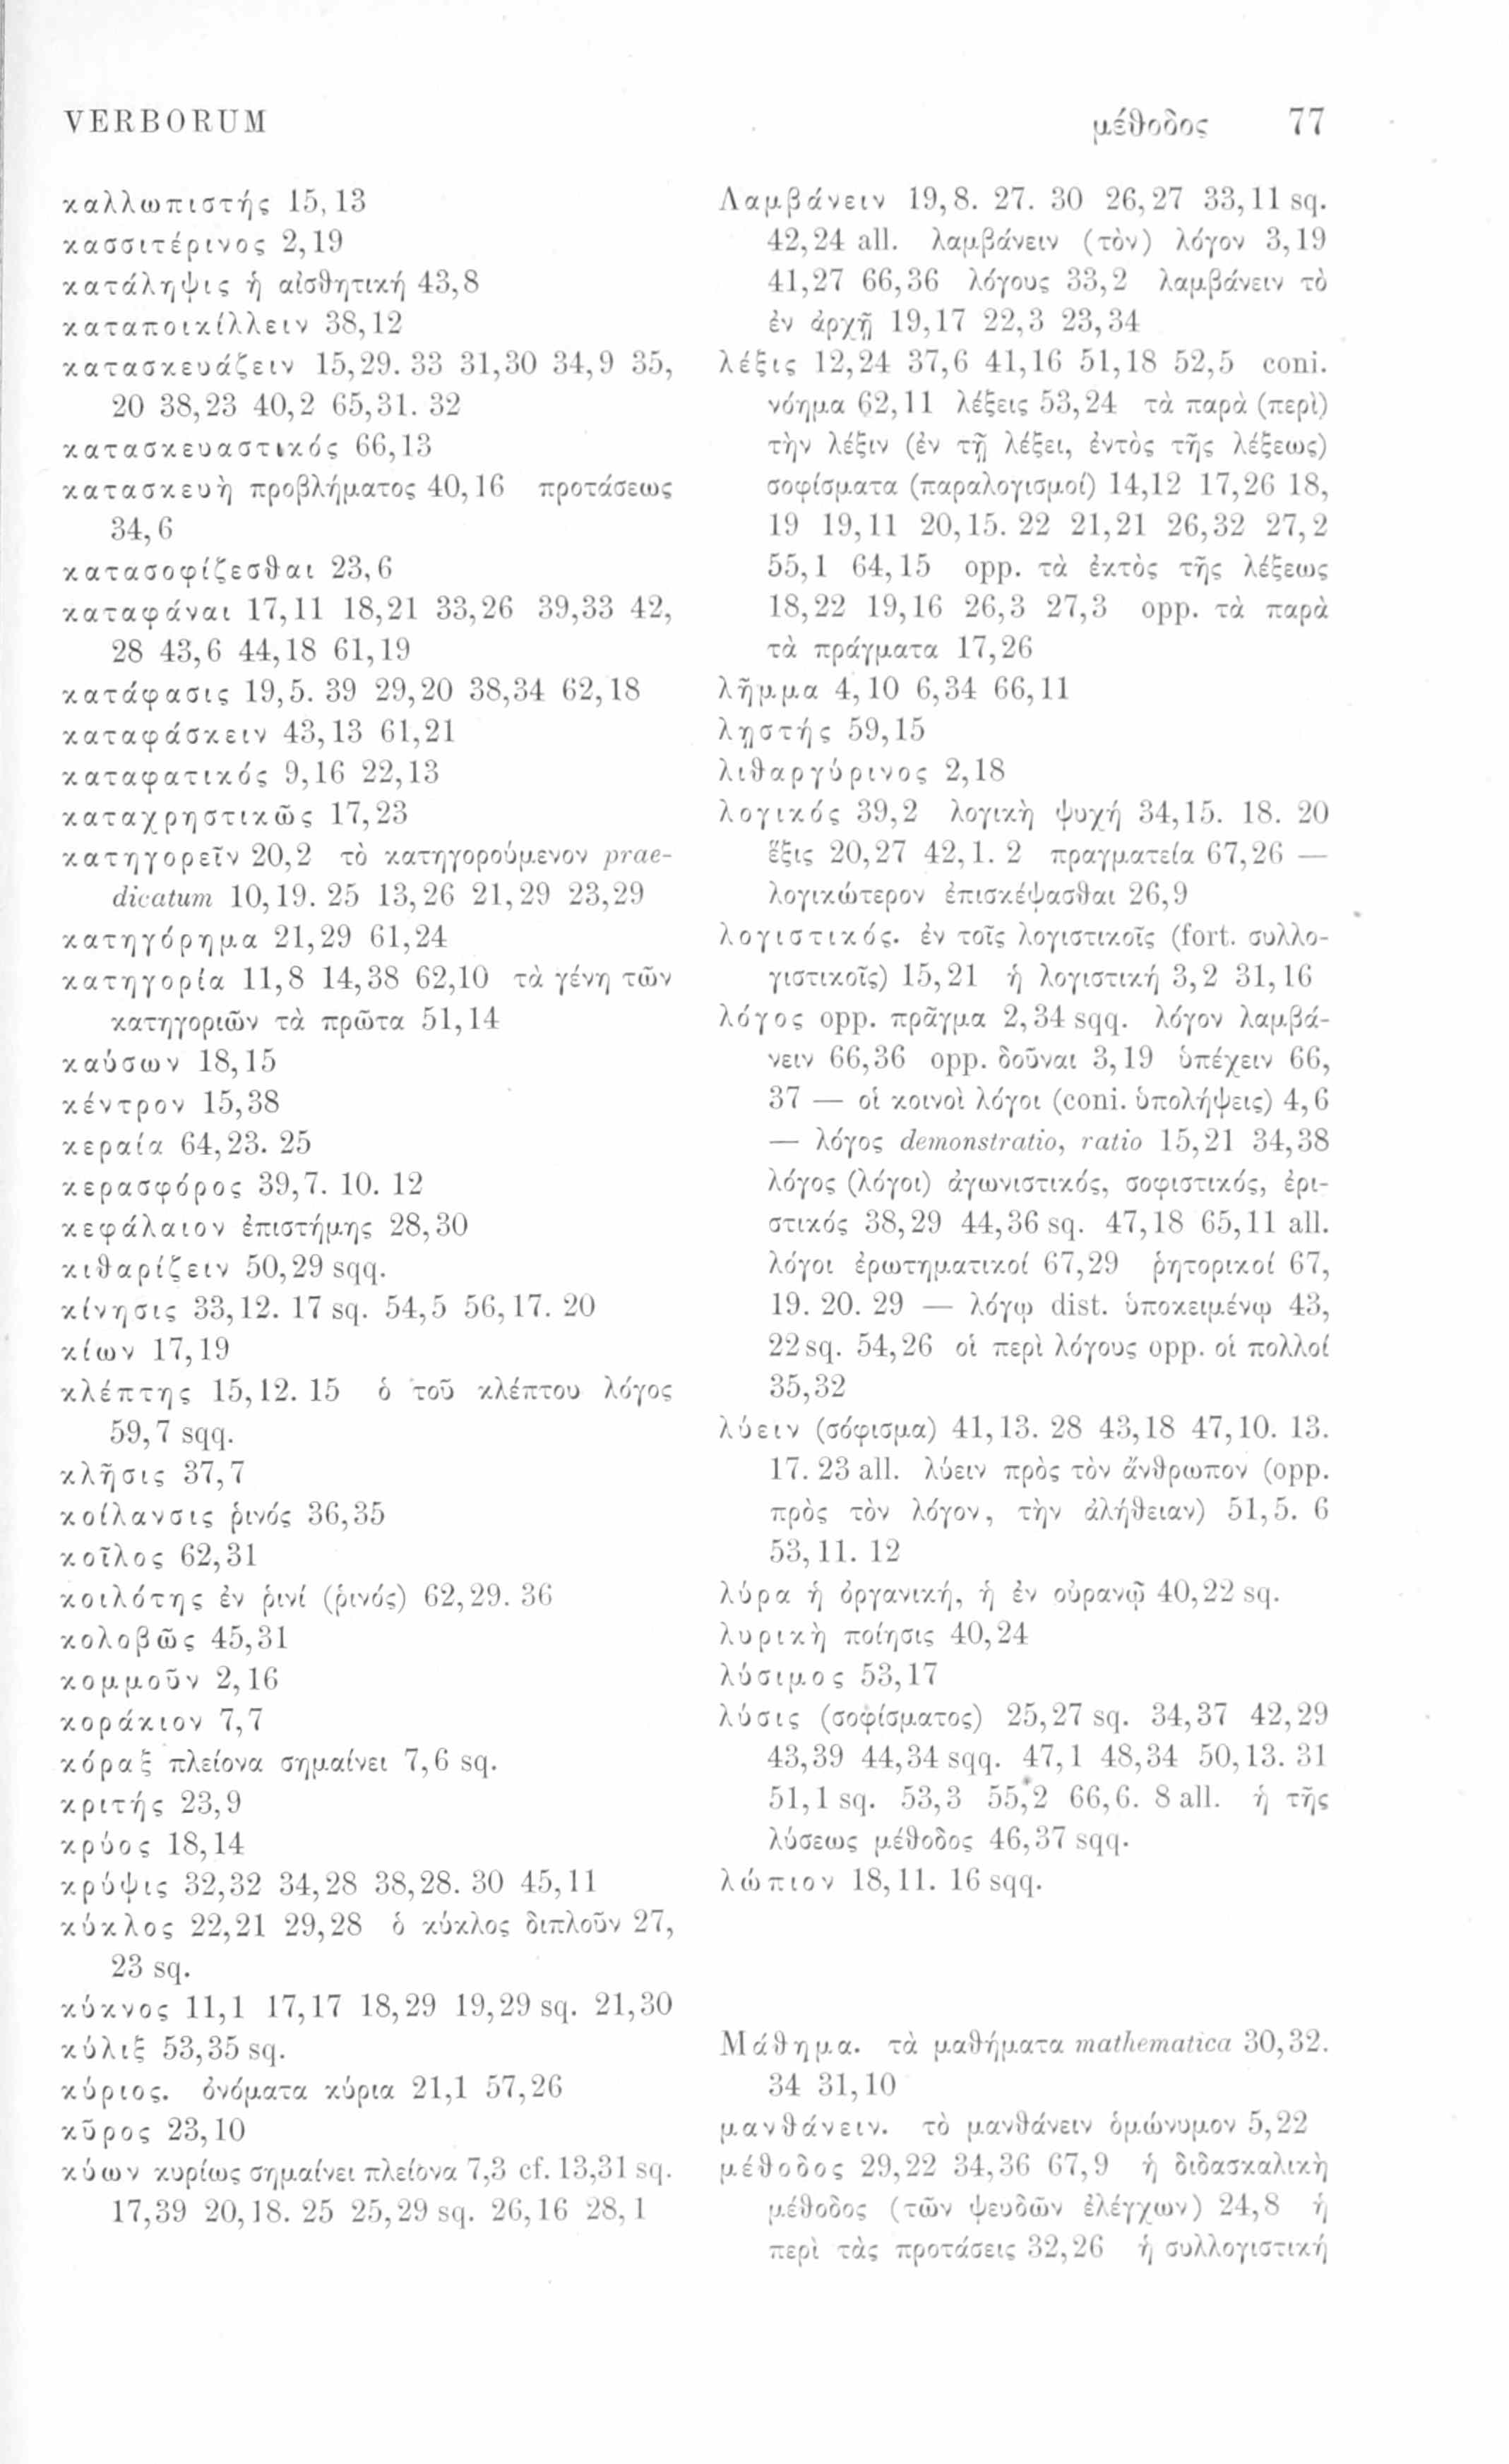 VERBORUM μέθοδος 77
καλλωπιστής 15,13
κασσιτέρινος 2,19
κατάληψις ἡ αἰσθητική 43,8
καταποικίλλειν 38,12
κατασκευάζειν 15,29. 33 31,30 34,9 35,
20 38,23 40,2 65,31. 32
κατασκευαστικός 66,13
κατασκευὴ προβλήματος 40,16 προτάσεως
34,6
κατασοφίζεσθαι 23,6
καταφάναι 17,11 18,21 33,26 39,33 42,
28 43,6 44,18 61,19
κατάφασις 19,5. 39 29,20 38,34 62,18
καταφάσκειν 43,13 61,21
καταφατικός 9,16 22,13
καταχρηστικῶς 17,23
κατηγορεῖν 20,2 τὸ κατηγορούμενον prae-
dicatum 10,19. 25 13,26 21,29 23,29
κατηγόρημα 21,29 61,24
κατηγορία 11,8 14,38 62,10 τὰ γένη τῶν
κατηγοριῶν τὰ πρῶτα 51,14
καύσων 18,15
κέντρον 15,38
κεραία 64,23. 25
κερασφόρος 39,7. 10. 12
κεφάλαιον ἐπιστήμης 28,30
κιθαρίζειν 50,29 sqq.
κίνησις 33,12. 17 sq. 54,5 56,17. 20
κίων 17,19
κλέπτης 15,12. 15 ὁ τοῦ κλέπτου λόγος
59,7 sqq.
κλῆσις 37,7
κοίλανσις ῥινός 36,35
κοῖλος 62,31
κοιλότης ἐν ῥινί (ῥινός) 62,29. 36
κολοβῶς 45,31
κομμοῦν 2,16
κοράκιον 7,7
κόραξ πλείονα σημαίνει 7,6 sq.
κριτής 23,9
κρύος 18,14
κρύψις 32,32 34,28 38,28. 30 45,11
κύκλος 22,21 29,28 ὁ κύκλος διπλοῦν 27,
23 sq.
κύκνος 11,1 17,17 18,29 19,29 sq. 21,30
κύλιξ 53,35 sq.
κύριος. ὀνόματα κύρια 21,1 57,26
κῦρος 23,10
κύων κυρίως σημαίνει πλείονα 7,3 cf. 13,31 sq.
17,39 20,18. 25 25,29 sq. 26,16 28,1
Λαμβάνειν 19,8. 27. 30 26,27 33,11 sq.
42,24 all. λαμβάνειν (τὸν) λόγον 3,19
41,27 66,36 λόγους 33,2 λαμβάνειν τὸ
ἐν ἀρχῇ 19,17 22,3 23,34
λέξις 12,24 37,6 41,16 51,18 52,5 coni.
νόημα 62,11 λέξεις 53,24 τὰ παρὰ (περὶ)
τὴν λέξιν (ἐν τῇ λέξει, ἐντὸς τῆς λέξεως)
σοφίσματα (παραλογισμοί) 14,12 17,26 18,
19 19,11 20,15. 22 21,21 26,32 27,2
55,1 64,15 opp. τὰ ἐκτὸς τῆς λέξεως
18,22 19,16 26,3 27,3 opp. τὰ παρὰ
τὰ πράγματα 17,26
λῆμμα 4,10 6,34 66,11
λῃστής 59,15
λιθαργύρινος 2,18
λογικός 39,2 λογικὴ ψυχή 34,15. 18. 20
ἕξις 20,27 42,1. 2 πραγματεία 67,26 —
λογικώτερον ἐπισκέψασθαι 26,9
λογιστικός. ἐν τοῖς λογιστικοῖς (fort. συλλο-
γιστικοῖς) 15,21 ἡ λογιστική 3,2 31,16
λόγος opp. πρᾶγμα 2,34 sqq. λόγον λαμβά-
νειν 66,36 opp. δοῦναι 3,19 ὑπέχειν 66,
37 — οἱ κοινοὶ λόγοι (coni. ὑπολήψεις) 4,6
— λόγος demonstratio, ratio 15,21 34,38
λόγος (λόγοι) ἀγωνιστικός, σοφιστικός, ἐρι-
στικός 38,29 44,36 sq. 47,18 65,11 all.
λόγοι ἐρωτηματικοί 67,29 ῥητορικοί 67,
19. 20. 29 — λόγῳ dist. ὑποκειμένῳ 43,
22 sq. 54,26 οἱ περὶ λόγους opp. οἱ πολλοί
35,32
λύειν (σόφισμα) 41,13. 28 43,18 47,10. 13.
17. 23 all. λύειν πρὸς τὸν ἄνθρωπον (opp.
πρὸς τὸν λόγον, τὴν ἀλήθειαν) 51,5. 6
53,11. 12
λύρα ἡ ὀργανική, ἡ ἐν οὐρανῷ 40,22 sq.
λυρικὴ ποίησις 40,24
λύσιμος 53,17
λύσις (σοφίσματος) 25,27 sq. 34,37 42,29
43,39 44,34 sqq. 47,1 48,34 50,13. 31
51,1 sq. 53,3 55,2 66,6. 8 all. ἡ τῆς
λύσεως μέθοδος 46,37 sqq.
λώπιον 18,11. 16 sqq.
Μάθημα. τὰ μαθήματα mathematica 30,32.
34 31,10
μανθάνειν. τὸ μανθάνειν ὁμώνυμον 5,22
μέθοδος 29,22 34,36 67,9 ἡ διδασκαλικὴ
μέθοδος (τῶν ψευδῶν ἐλέγχων) 24,8 ἡ
περὶ τὰς προτάσεις 32,26 ἡ συλλογιστική